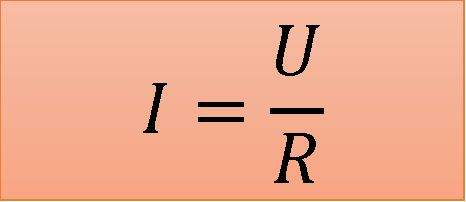 I = U/R